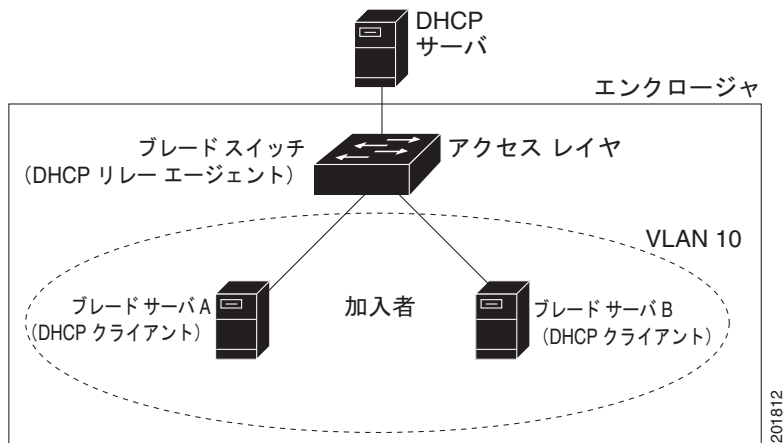 DHCP
サーバ
エンクロージャ
ブレード スイッチ
(DHCP リレー エージェント)
アクセス レイヤ
VLAN 10
ブレード サーバ A
(DHCP クライアント)
加入者
ブレード サーバ B
(DHCP クライアント)
201812